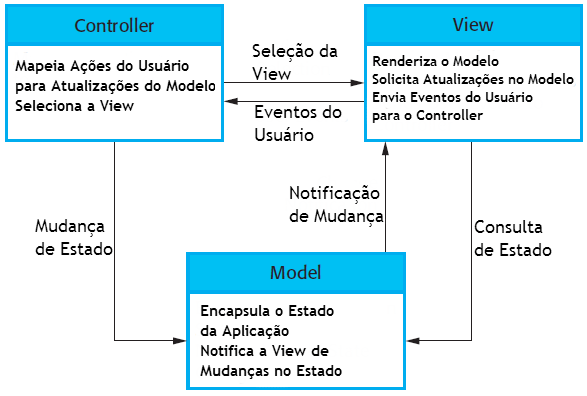 Controller
Mapeia Ações do Usuário
para Atualizações do Modelo
Seleciona a View
Seleção da
View
Eventos do
Usuário
View
Renderiza o Modelo
Solicita Atualizações no Modelo
Envia Eventos do Usuário
para o Controller
Mudança
de Estado
Notificação
de Mudança
Consulta
de Estado
Model
Encapsula o Estado
da Aplicação
Notifica a View de
Mudanças no Estado